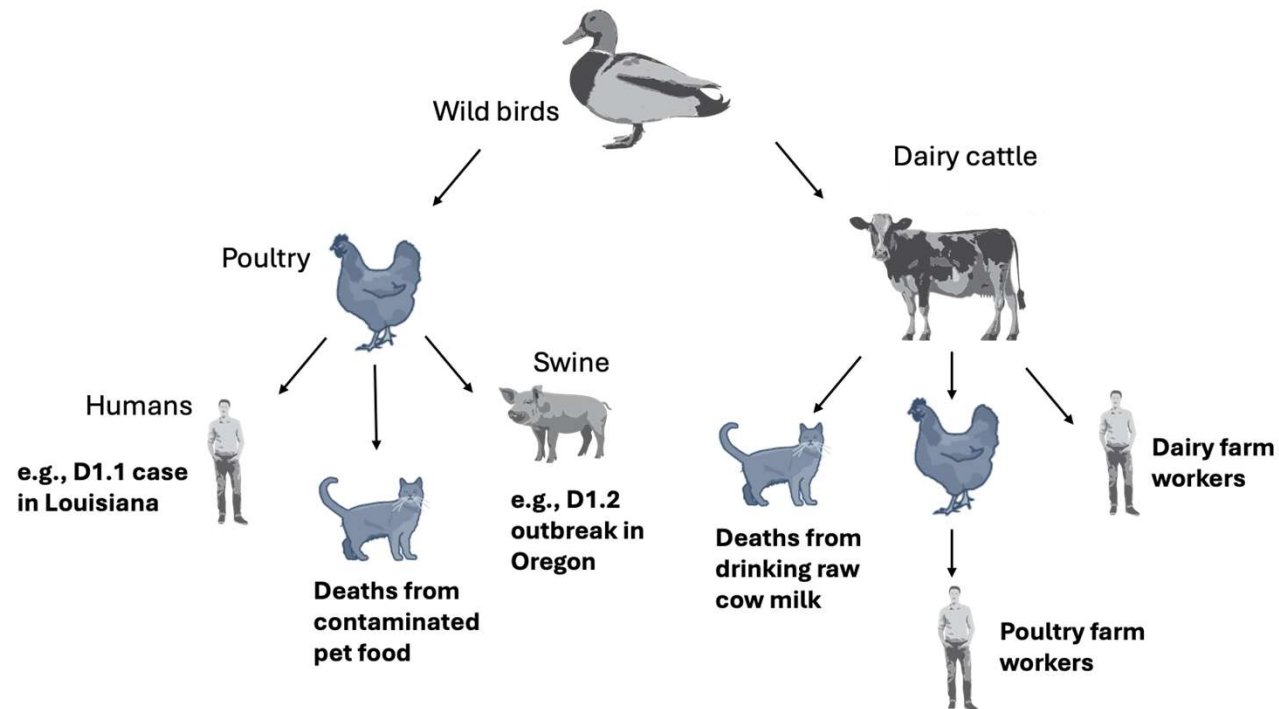 Wild birds
Dairy cattle
Poultry
Swine
Humans
e.g., D1.1 case
in Louisiana
Deaths from
contaminated
pet food
e.g., D1.2
outbreak in
Oregon
Deaths from
drinking raw
cow milk
Dairy farm
workers
Poultry farm
workers